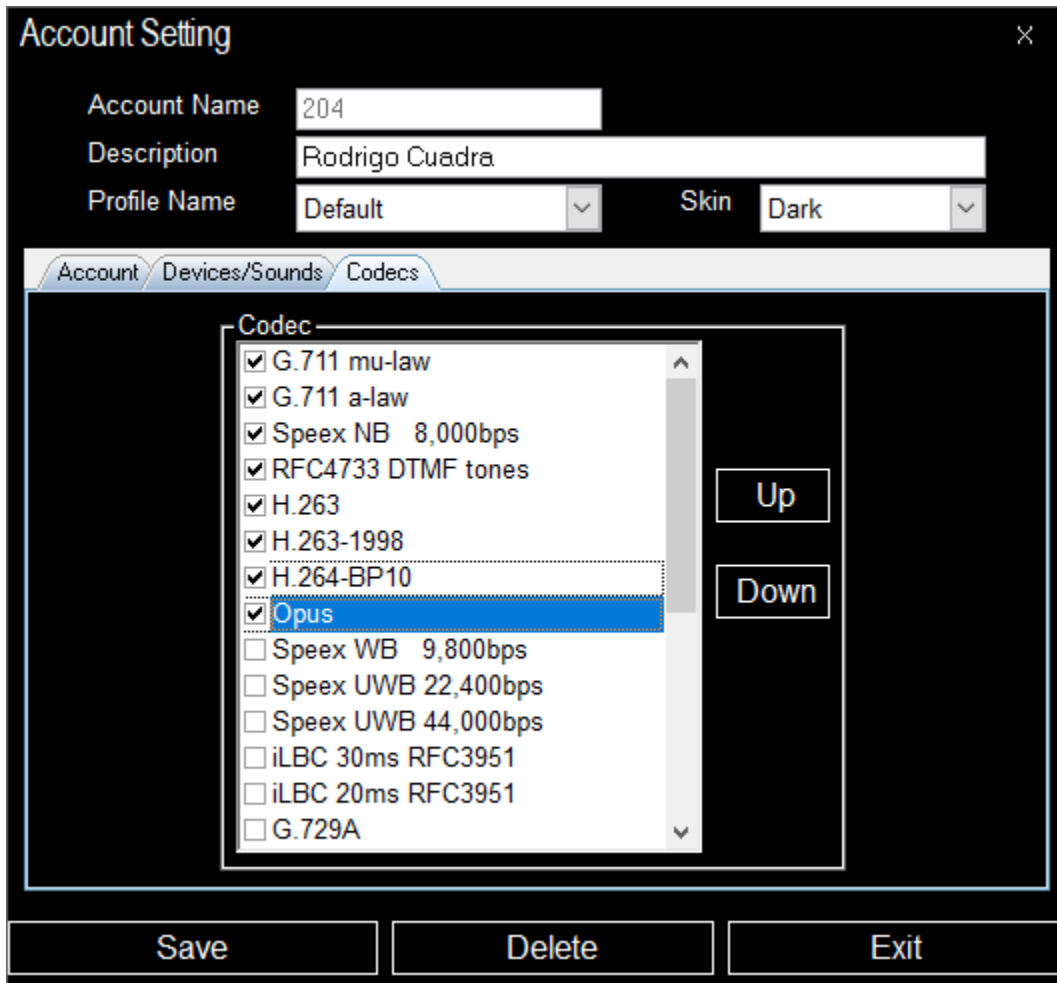 Account Setting
Account Name 204
Description Rodrigo Cuadra
Profile Name Default Skin Dark
Account Devices/Sounds Codecs
Codec
G.711 mu-law
G.711 a-law
Speex NB 8,000bps
RFC4733 DTMF tones
H.263
H.263-1998
H.264-BP10
Opus
Speex WB 9,800bps
Speex UWB 22,400bps
Speex UWB 44,000bps
iLBC 30ms RFC3951
iLBC 20ms RFC3951
G.729A
Up
Down
Save Delete Exit